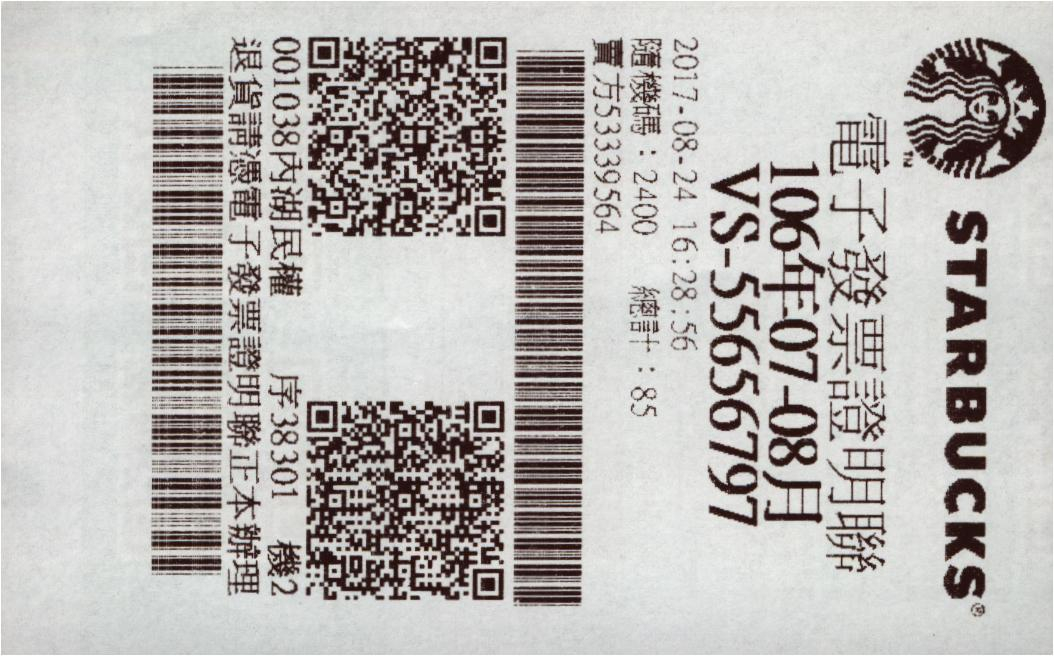 STARBUCKS®
TM
電子發票證明聯
106年07-08月
VS-55656797
2017-08-24 16:28:56
隨機碼：2400 總計：85
賣方53339564
001038內湖民權 序38301 機2
退貨請憑電子發票證明聯正本辦理